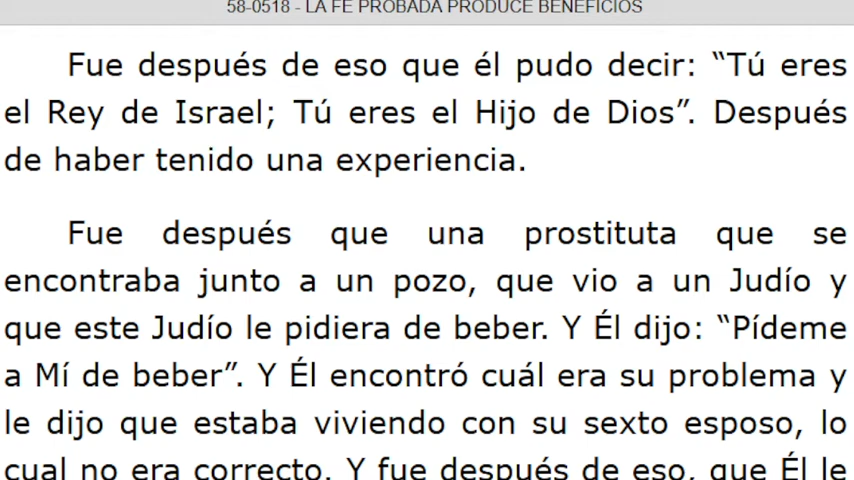 58-0518 - LA FE PROBADA PRODUCE BENEFICIOS
Fue después de eso que él pudo decir: “Tú eres
el Rey de Israel; Tú eres el Hijo de Dios”. Después
de haber tenido una experiencia.
Fue después que una prostituta que se
encontraba junto a un pozo, que vio a un Judío y
que este Judío le pidiera de beber. Y Él dijo: “Pídeme
a Mí de beber”. Y Él encontró cuál era su problema y
le dijo que estaba viviendo con su sexto esposo, lo
cual no era correcto. Y fue después de eso, que Él le